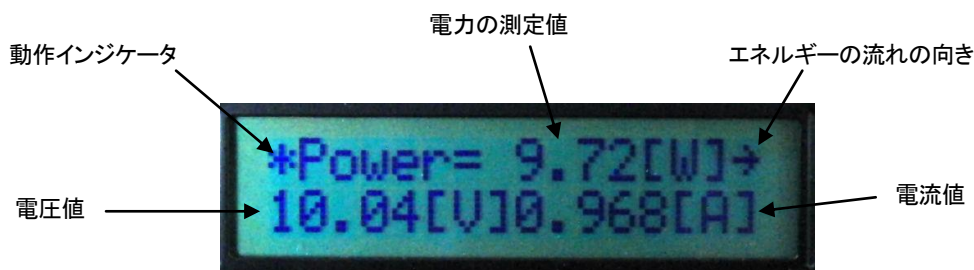 電力の測定値
動作インジケータ
エネルギーの流れの向き
*Power= 9.72[W]→
10.04[V]0.968[A]
電圧値
電流値